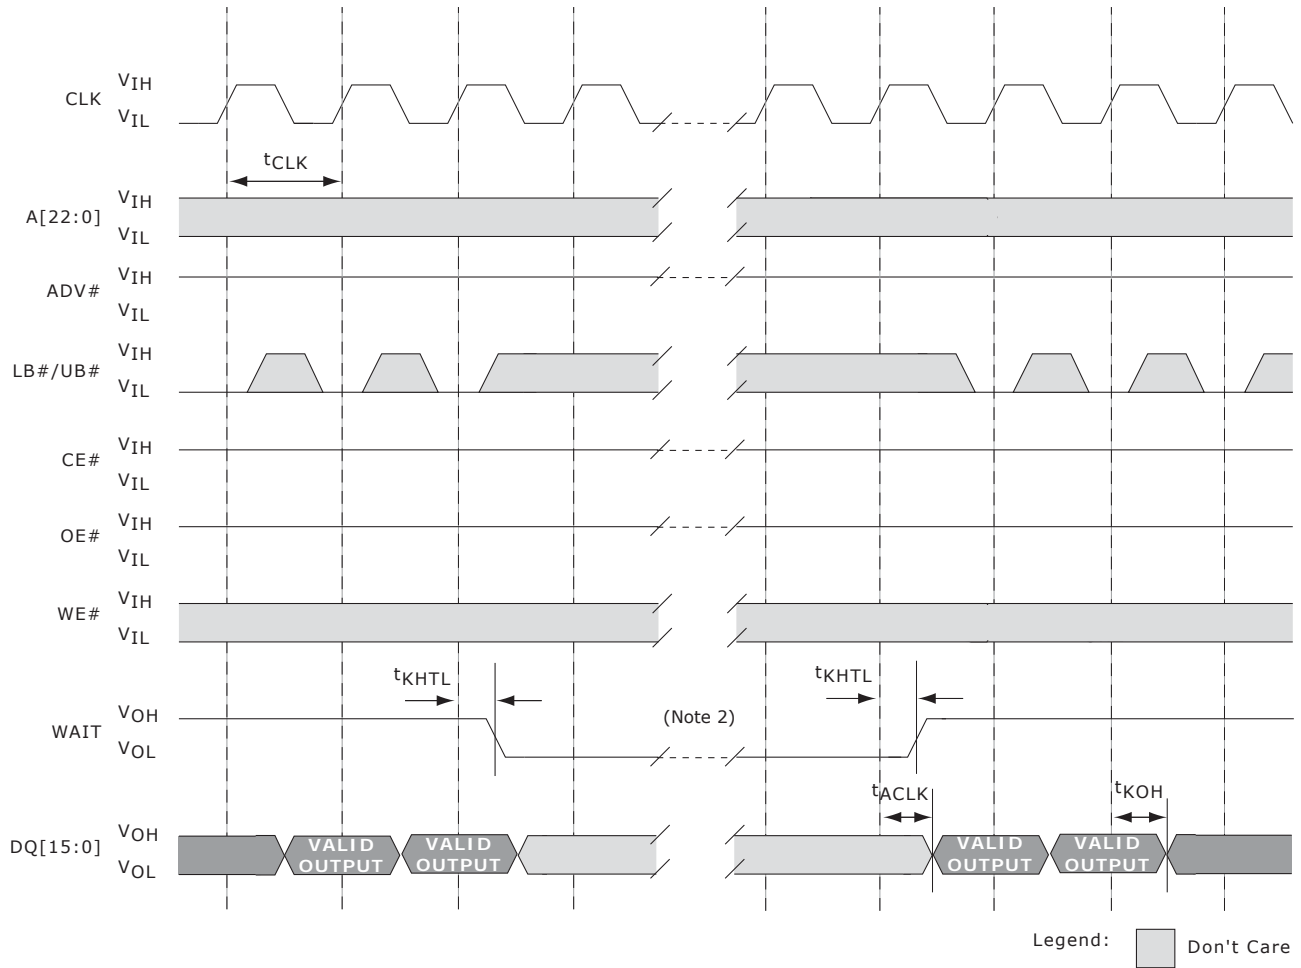 CLK
VIH
VIL
tCLK
A[22:0]
VIH
VIL
ADV#
VIH
VIL
LB#/UB#
VIH
VIL
CE#
VIH
VIL
OE#
VIH
VIL
WE#
VIH
VIL
tKHTL
tKHTL
WAIT
VOH
VOL
(Note 2)
tACLK
tKOH
DQ[15:0]
VOH
VOL
VALID OUTPUT
VALID OUTPUT
VALID OUTPUT
VALID OUTPUT
Legend:
Don't Care